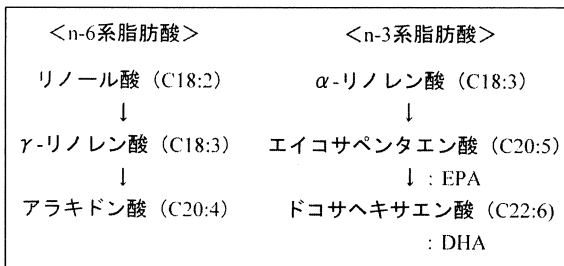 <n-6系脂肪酸>
リノール酸(C18:2)
↓
γ-リノレン酸(C18:3)
↓
アラキドン酸(C20:4)
<n-3系脂肪酸>
α-リノレン酸(C18:3)
↓
エイコサペンタエン酸(C20:5)
↓ : EPA
ドコサヘキサエン酸(C22:6)
: DHA